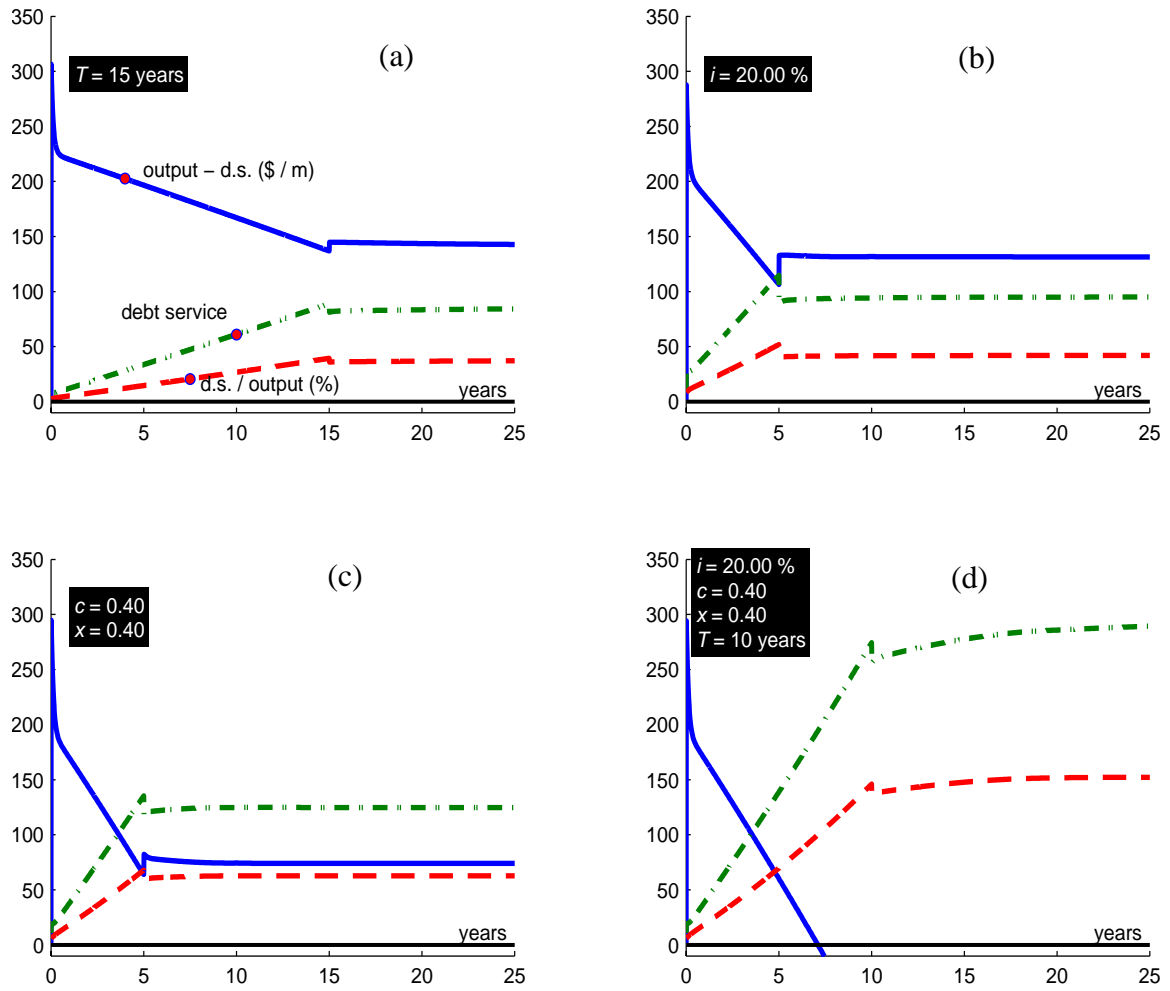 350
300
250
200
150
100
50
0
T = 15 years
(a)
output – d.s. ($ / m)
debt service
d.s. / output (%)
years
0 5 10 15 20 25
350
300
250
200
150
100
50
0
i = 20.00 %
(b)
years
0 5 10 15 20 25
350
300
250
200
150
100
50
0
c = 0.40
x = 0.40
(c)
years
0 5 10 15 20 25
350
300
250
200
150
100
50
0
i = 20.00 %
c = 0.40
x = 0.40
T = 10 years
(d)
years
0 5 10 15 20 25